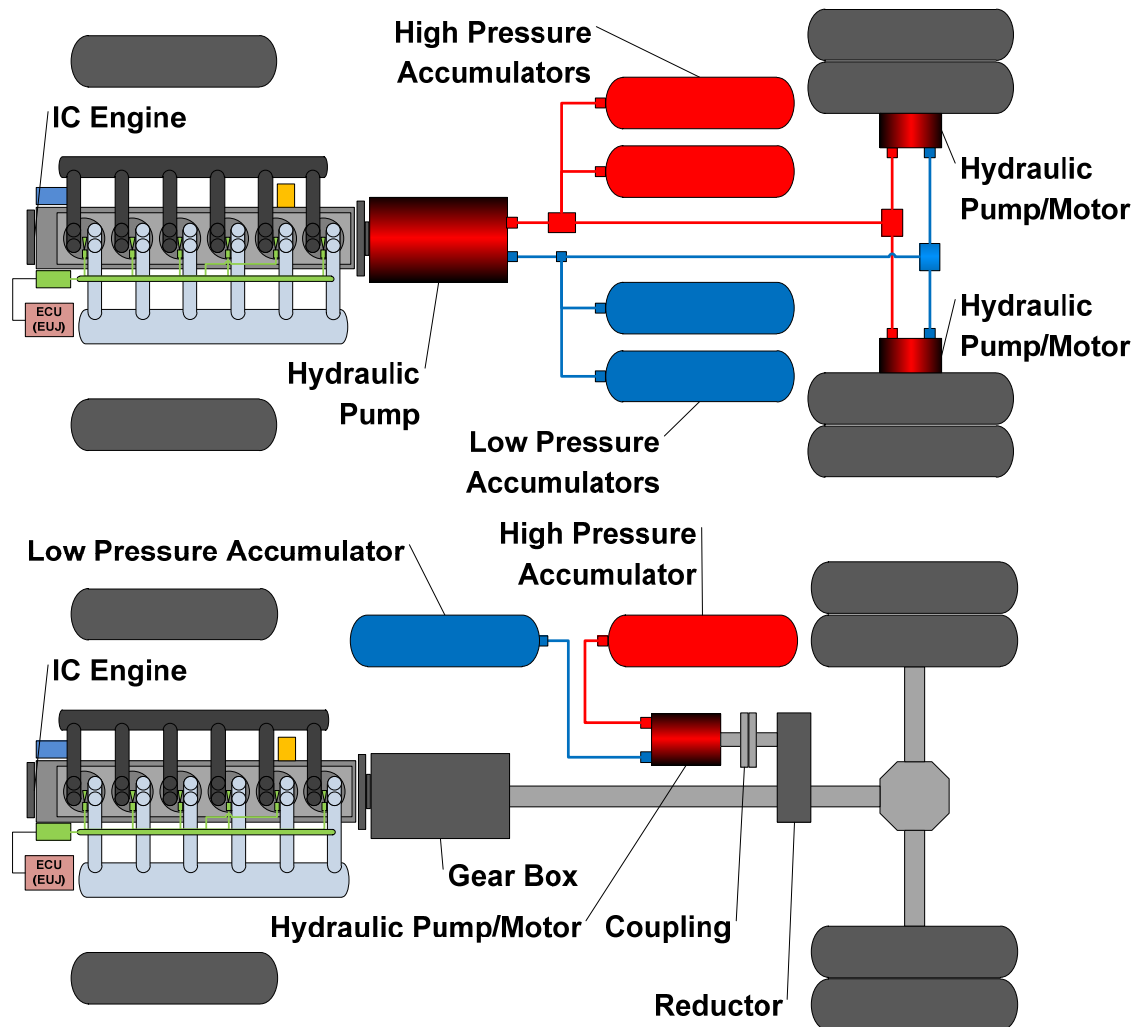 High Pressure
Accumulators
IC Engine
Hydraulic
Pump/Motor
ECU
(EUJ)
Hydraulic
Pump/Motor
Hydraulic
Pump
Low Pressure
Accumulators
High Pressure
Accumulator
Low Pressure Accumulator
IC Engine
ECU
(EUJ)
Gear Box
Hydraulic Pump/Motor
Coupling
Reductor